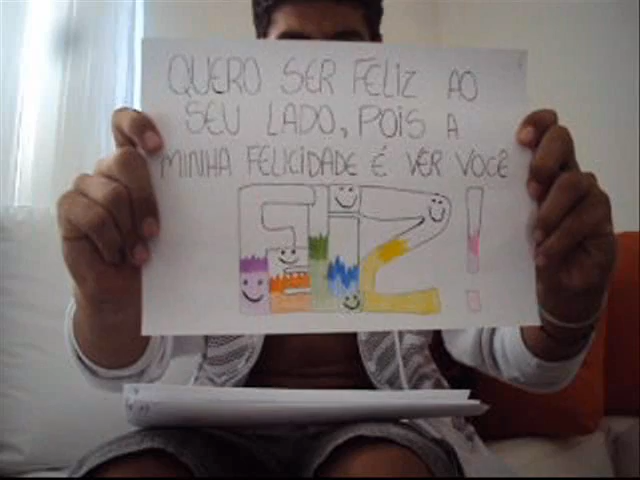 QUERO SER FELIZ AO
SEU LADO, POIS A
MINHA FELICIDADE É VER VOCÊ
FELIZ!